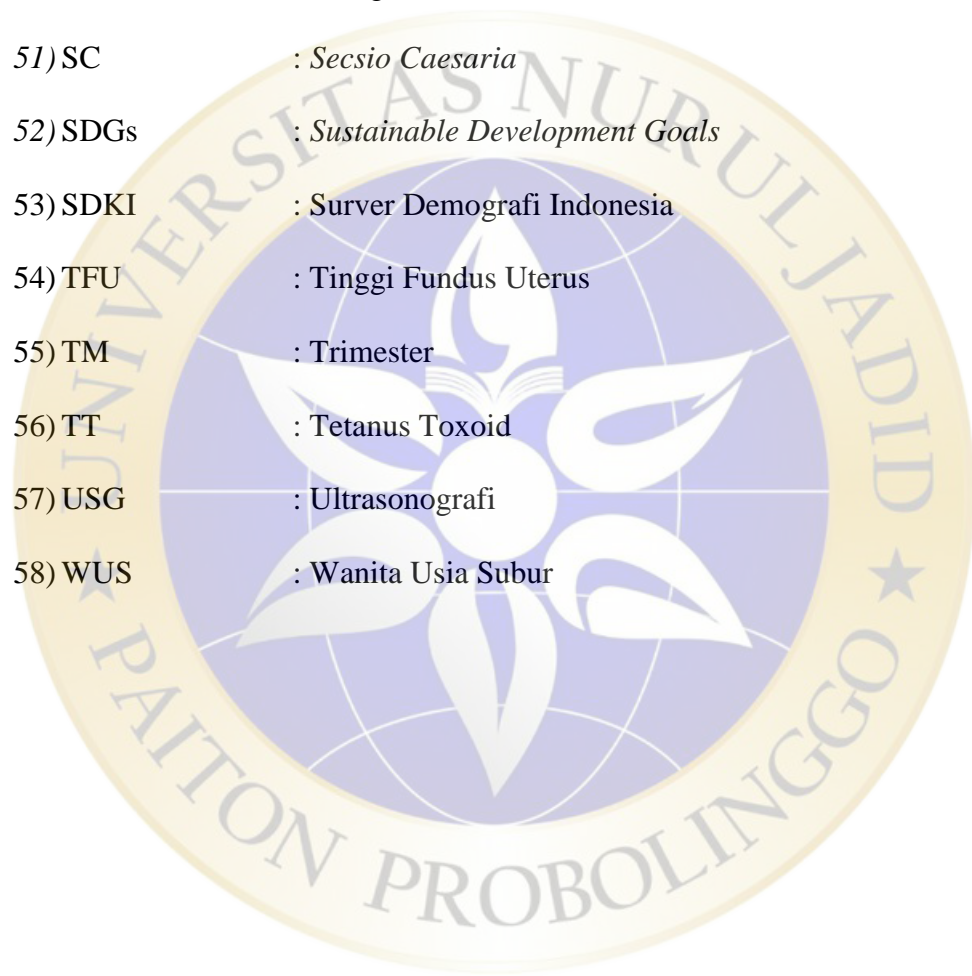 51) SC : Secsio Caesaria
52) SDGs : Sustainable Development Goals
53) SDKI : Surver Demografi Indonesia
54) TFU : Tinggi Fundus Uterus
55) TM : Trimester
56) TT : Tetanus Toxoid
57) USG : Ultrasonografi
58) WUS : Wanita Usia Subur
UNIVERSITAS NURUL JADID
PAITON PROBOLINGGO